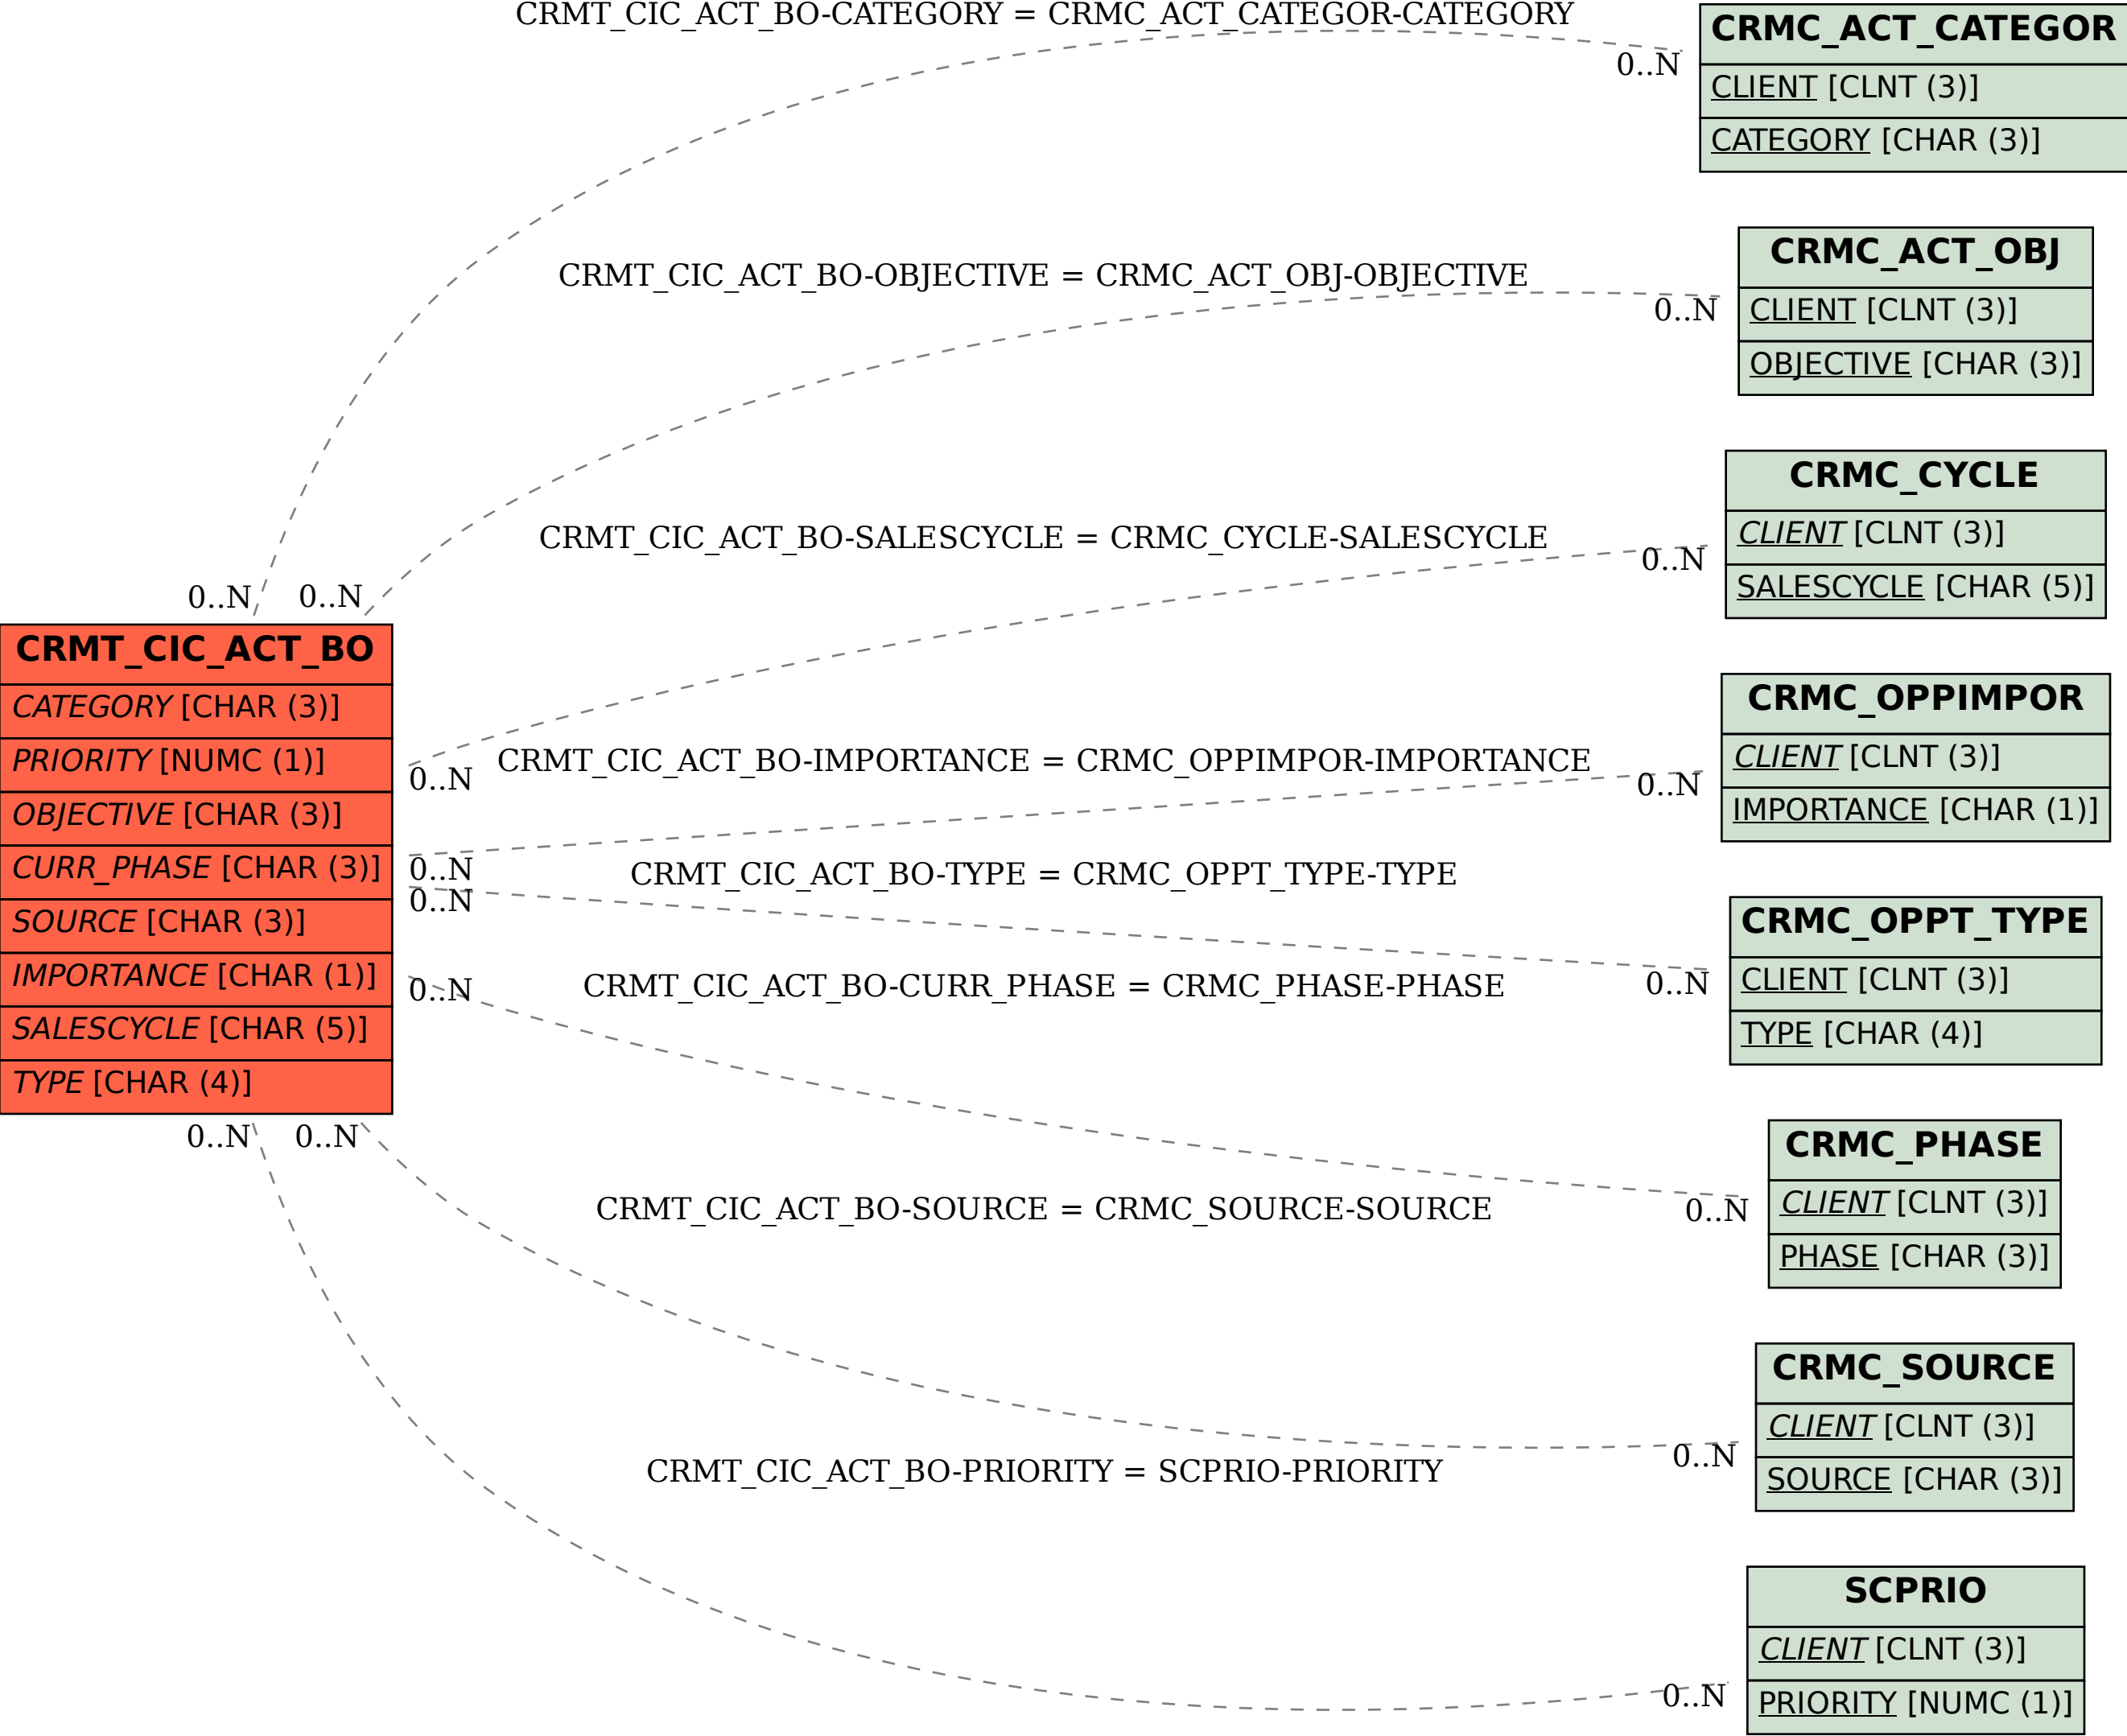 CRMT_CIC_ACT_BO-CATEGORY = CRMC_ACT_CATEGOR-CATEGORY
0..N
CRMC_ACT_CATEGOR
CLIENT [CLNT (3)]
CATEGORY [CHAR (3)]
CRMT_CIC_ACT_BO-OBJECTIVE = CRMC_ACT_OBJ-OBJECTIVE
0..N
CRMC_ACT_OBJ
CLIENT [CLNT (3)]
OBJECTIVE [CHAR (3)]
CRMT_CIC_ACT_BO-SALESCYCLE = CRMC_CYCLE-SALESCYCLE
0..N
CRMC_CYCLE
CLIENT [CLNT (3)]
SALESCYCLE [CHAR (5)]
0..N
0..N
CRMT_CIC_ACT_BO
CATEGORY [CHAR (3)]
PRIORITY [NUMC (1)]
OBJECTIVE [CHAR (3)]
CURR_PHASE [CHAR (3)]
SOURCE [CHAR (3)]
IMPORTANCE [CHAR (1)]
SALESCYCLE [CHAR (5)]
TYPE [CHAR (4)]
0..N
0..N
0..N
0..N
0..N
0..N
CRMT_CIC_ACT_BO-IMPORTANCE = CRMC_OPPIMPOR-IMPORTANCE
0..N
CRMC_OPPIMPOR
CLIENT [CLNT (3)]
IMPORTANCE [CHAR (1)]
CRMT_CIC_ACT_BO-TYPE = CRMC_OPPT_TYPE-TYPE
0..N
CRMC_OPPT_TYPE
CLIENT [CLNT (3)]
TYPE [CHAR (4)]
CRMT_CIC_ACT_BO-CURR_PHASE = CRMC_PHASE-PHASE
0..N
CRMC_PHASE
CLIENT [CLNT (3)]
PHASE [CHAR (3)]
CRMT_CIC_ACT_BO-SOURCE = CRMC_SOURCE-SOURCE
0..N
CRMC_SOURCE
CLIENT [CLNT (3)]
SOURCE [CHAR (3)]
CRMT_CIC_ACT_BO-PRIORITY = SCPRIO-PRIORITY
0..N
SCPRIO
CLIENT [CLNT (3)]
PRIORITY [NUMC (1)]